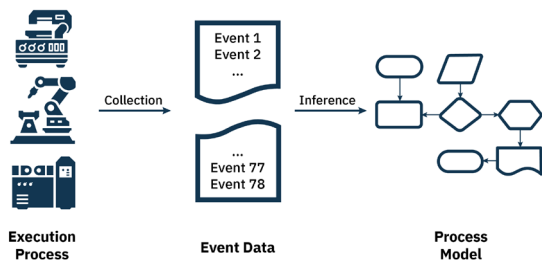 Event 1
Event 2
...
Collection
Inference
...
Event 77
Event 78
Execution
Process
Event Data
Process
Model